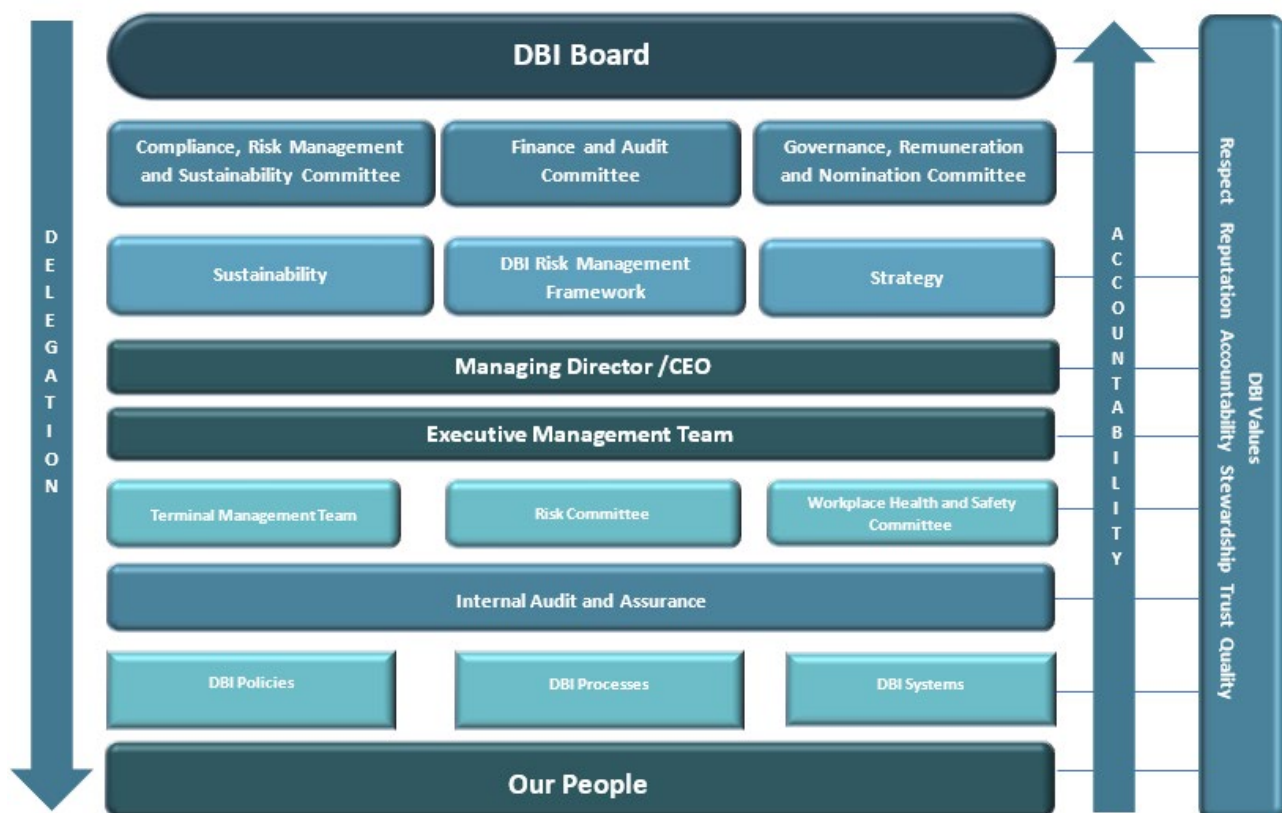 DBI Board
Compliance, Risk Management
and Sustainability Committee
Finance and Audit
Committee
Governance, Remuneration
and Nomination Committee
Sustainability
DBI Risk Management
Framework
Strategy
Managing Director /CEO
Executive Management Team
Terminal Management Team
Risk Committee
Workplace Health and Safety
Committee
Internal Audit and Assurance
DBI Policies
DBI Processes
DBI Systems
Our People
DELEGATION
ACCOUNTABILITY
DBI Values
Respect Reputation Accountability Stewardship Trust Quality